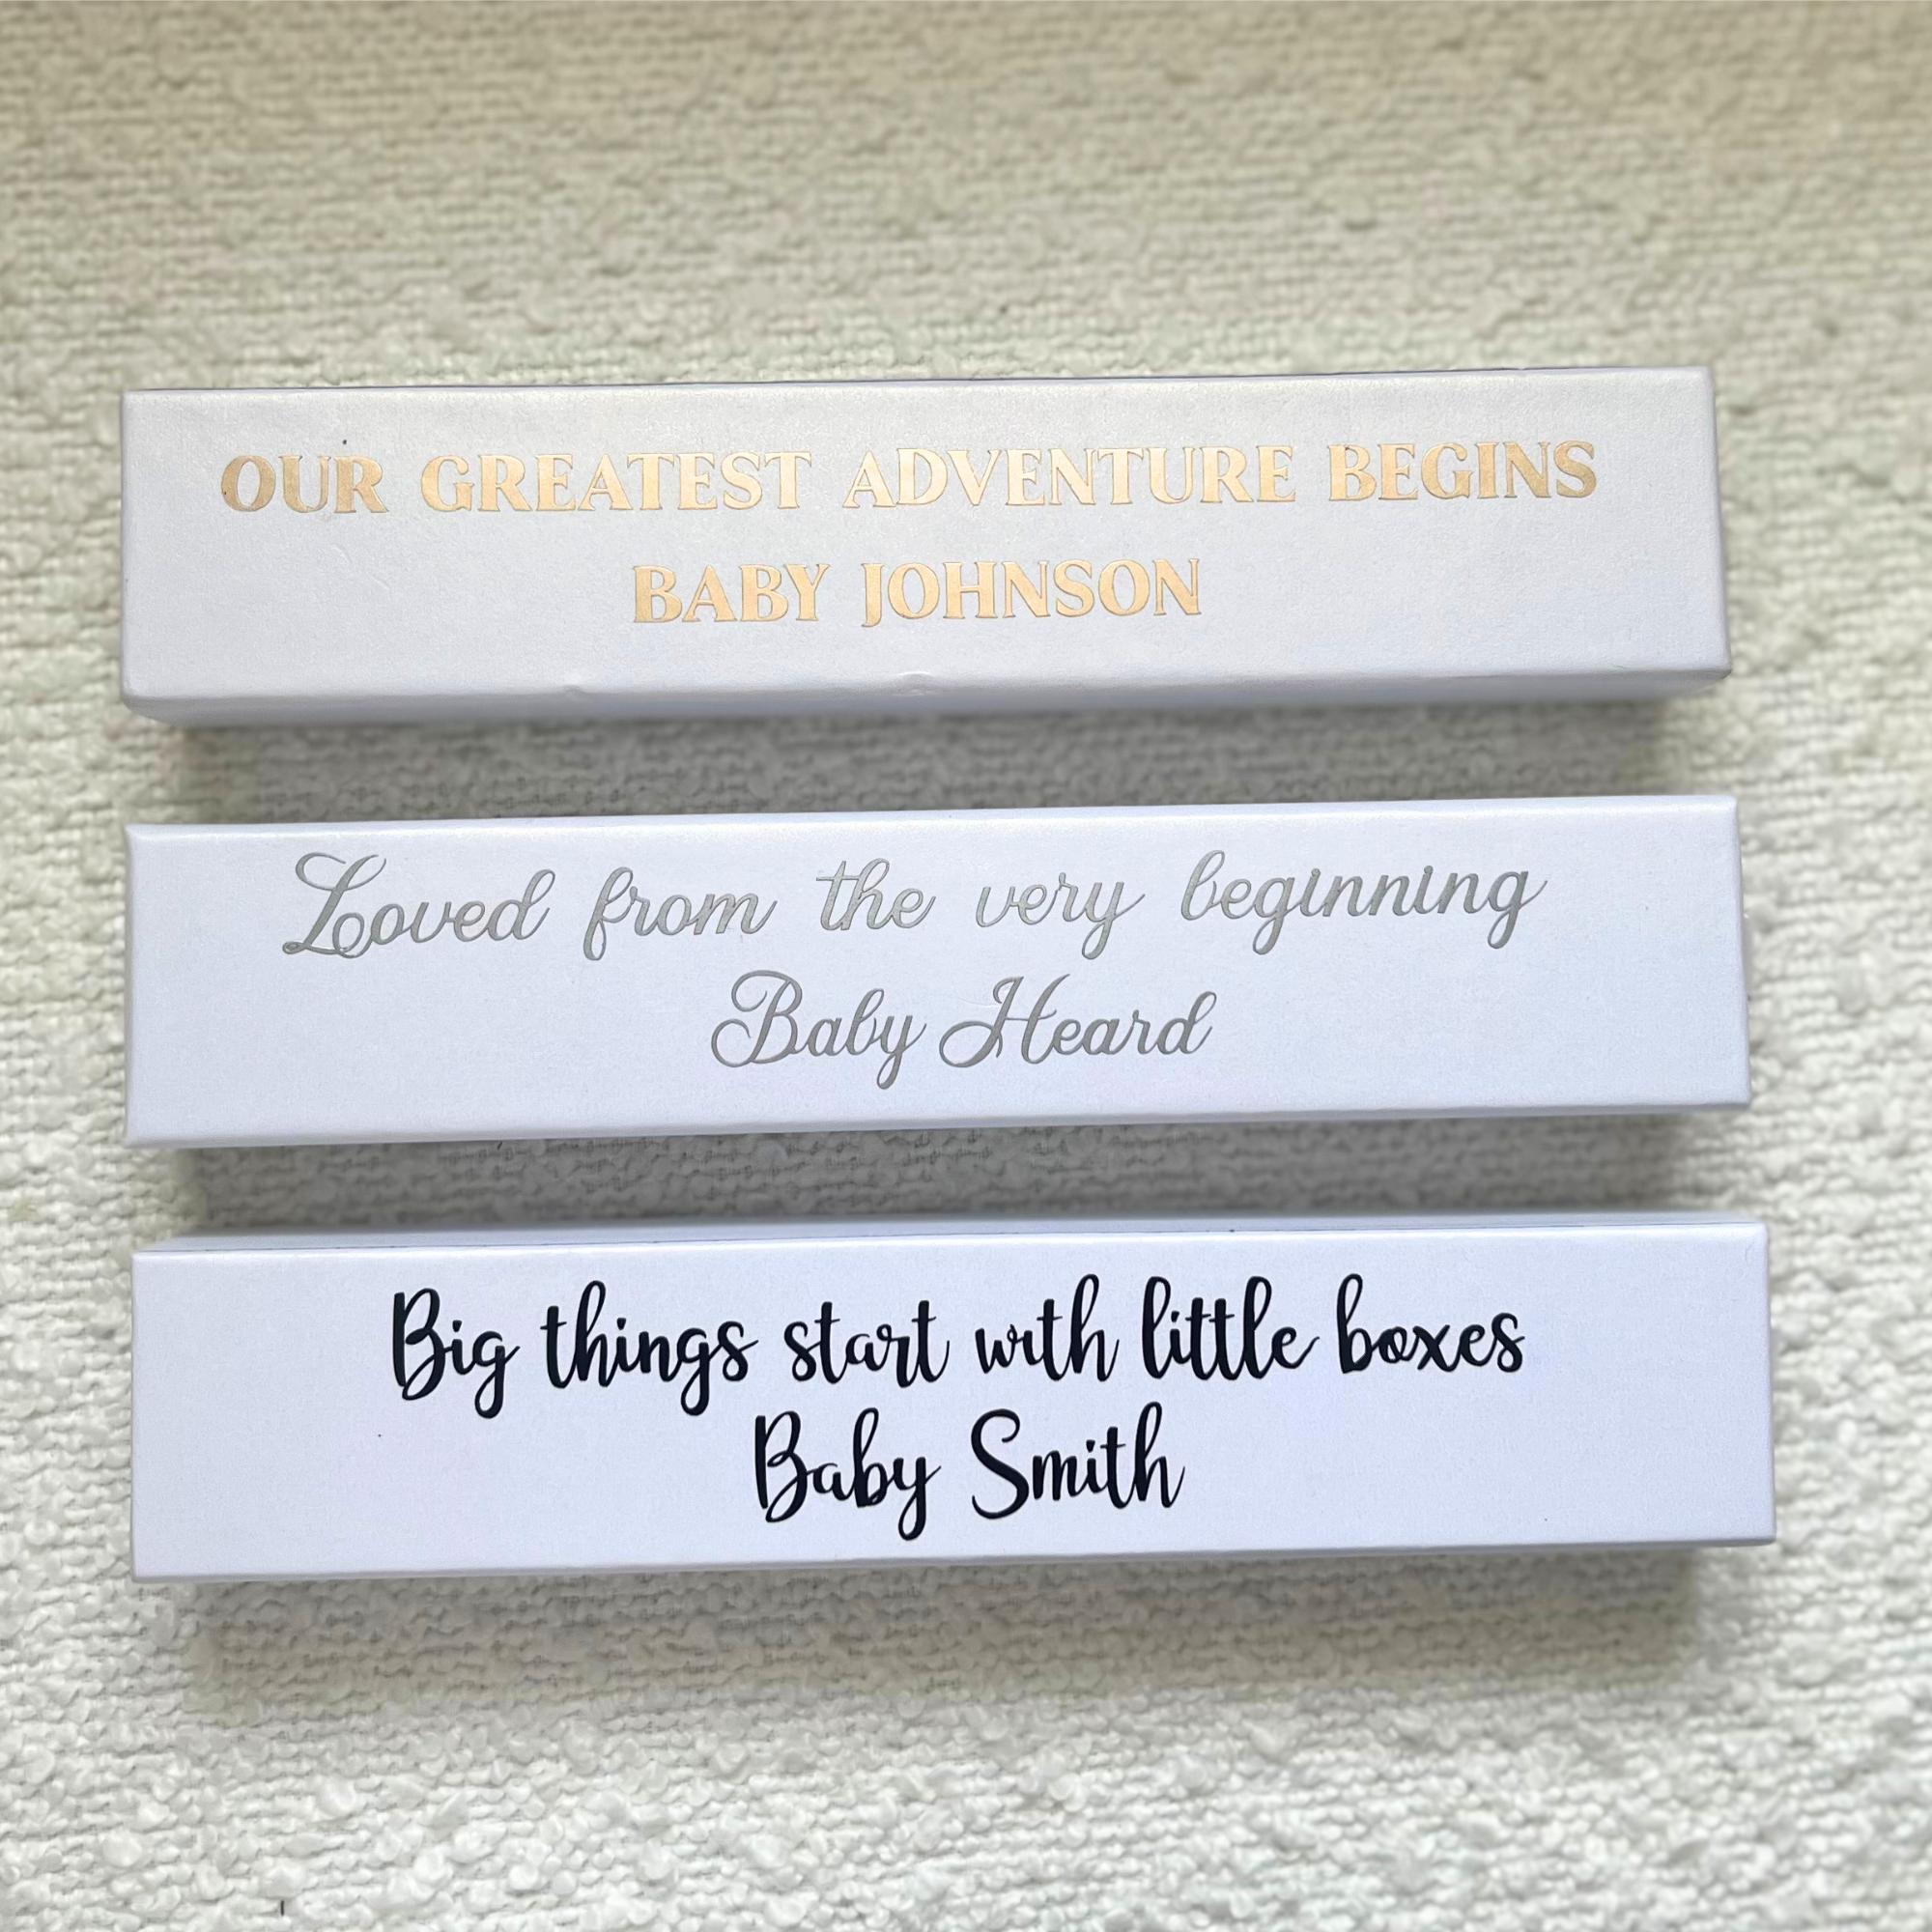 OUR GREATEST ADVENTURE BEGINS
BABY JOHNSON
Loved from the very beginning
Baby Heard
Big things start with little boxes
Baby Smith